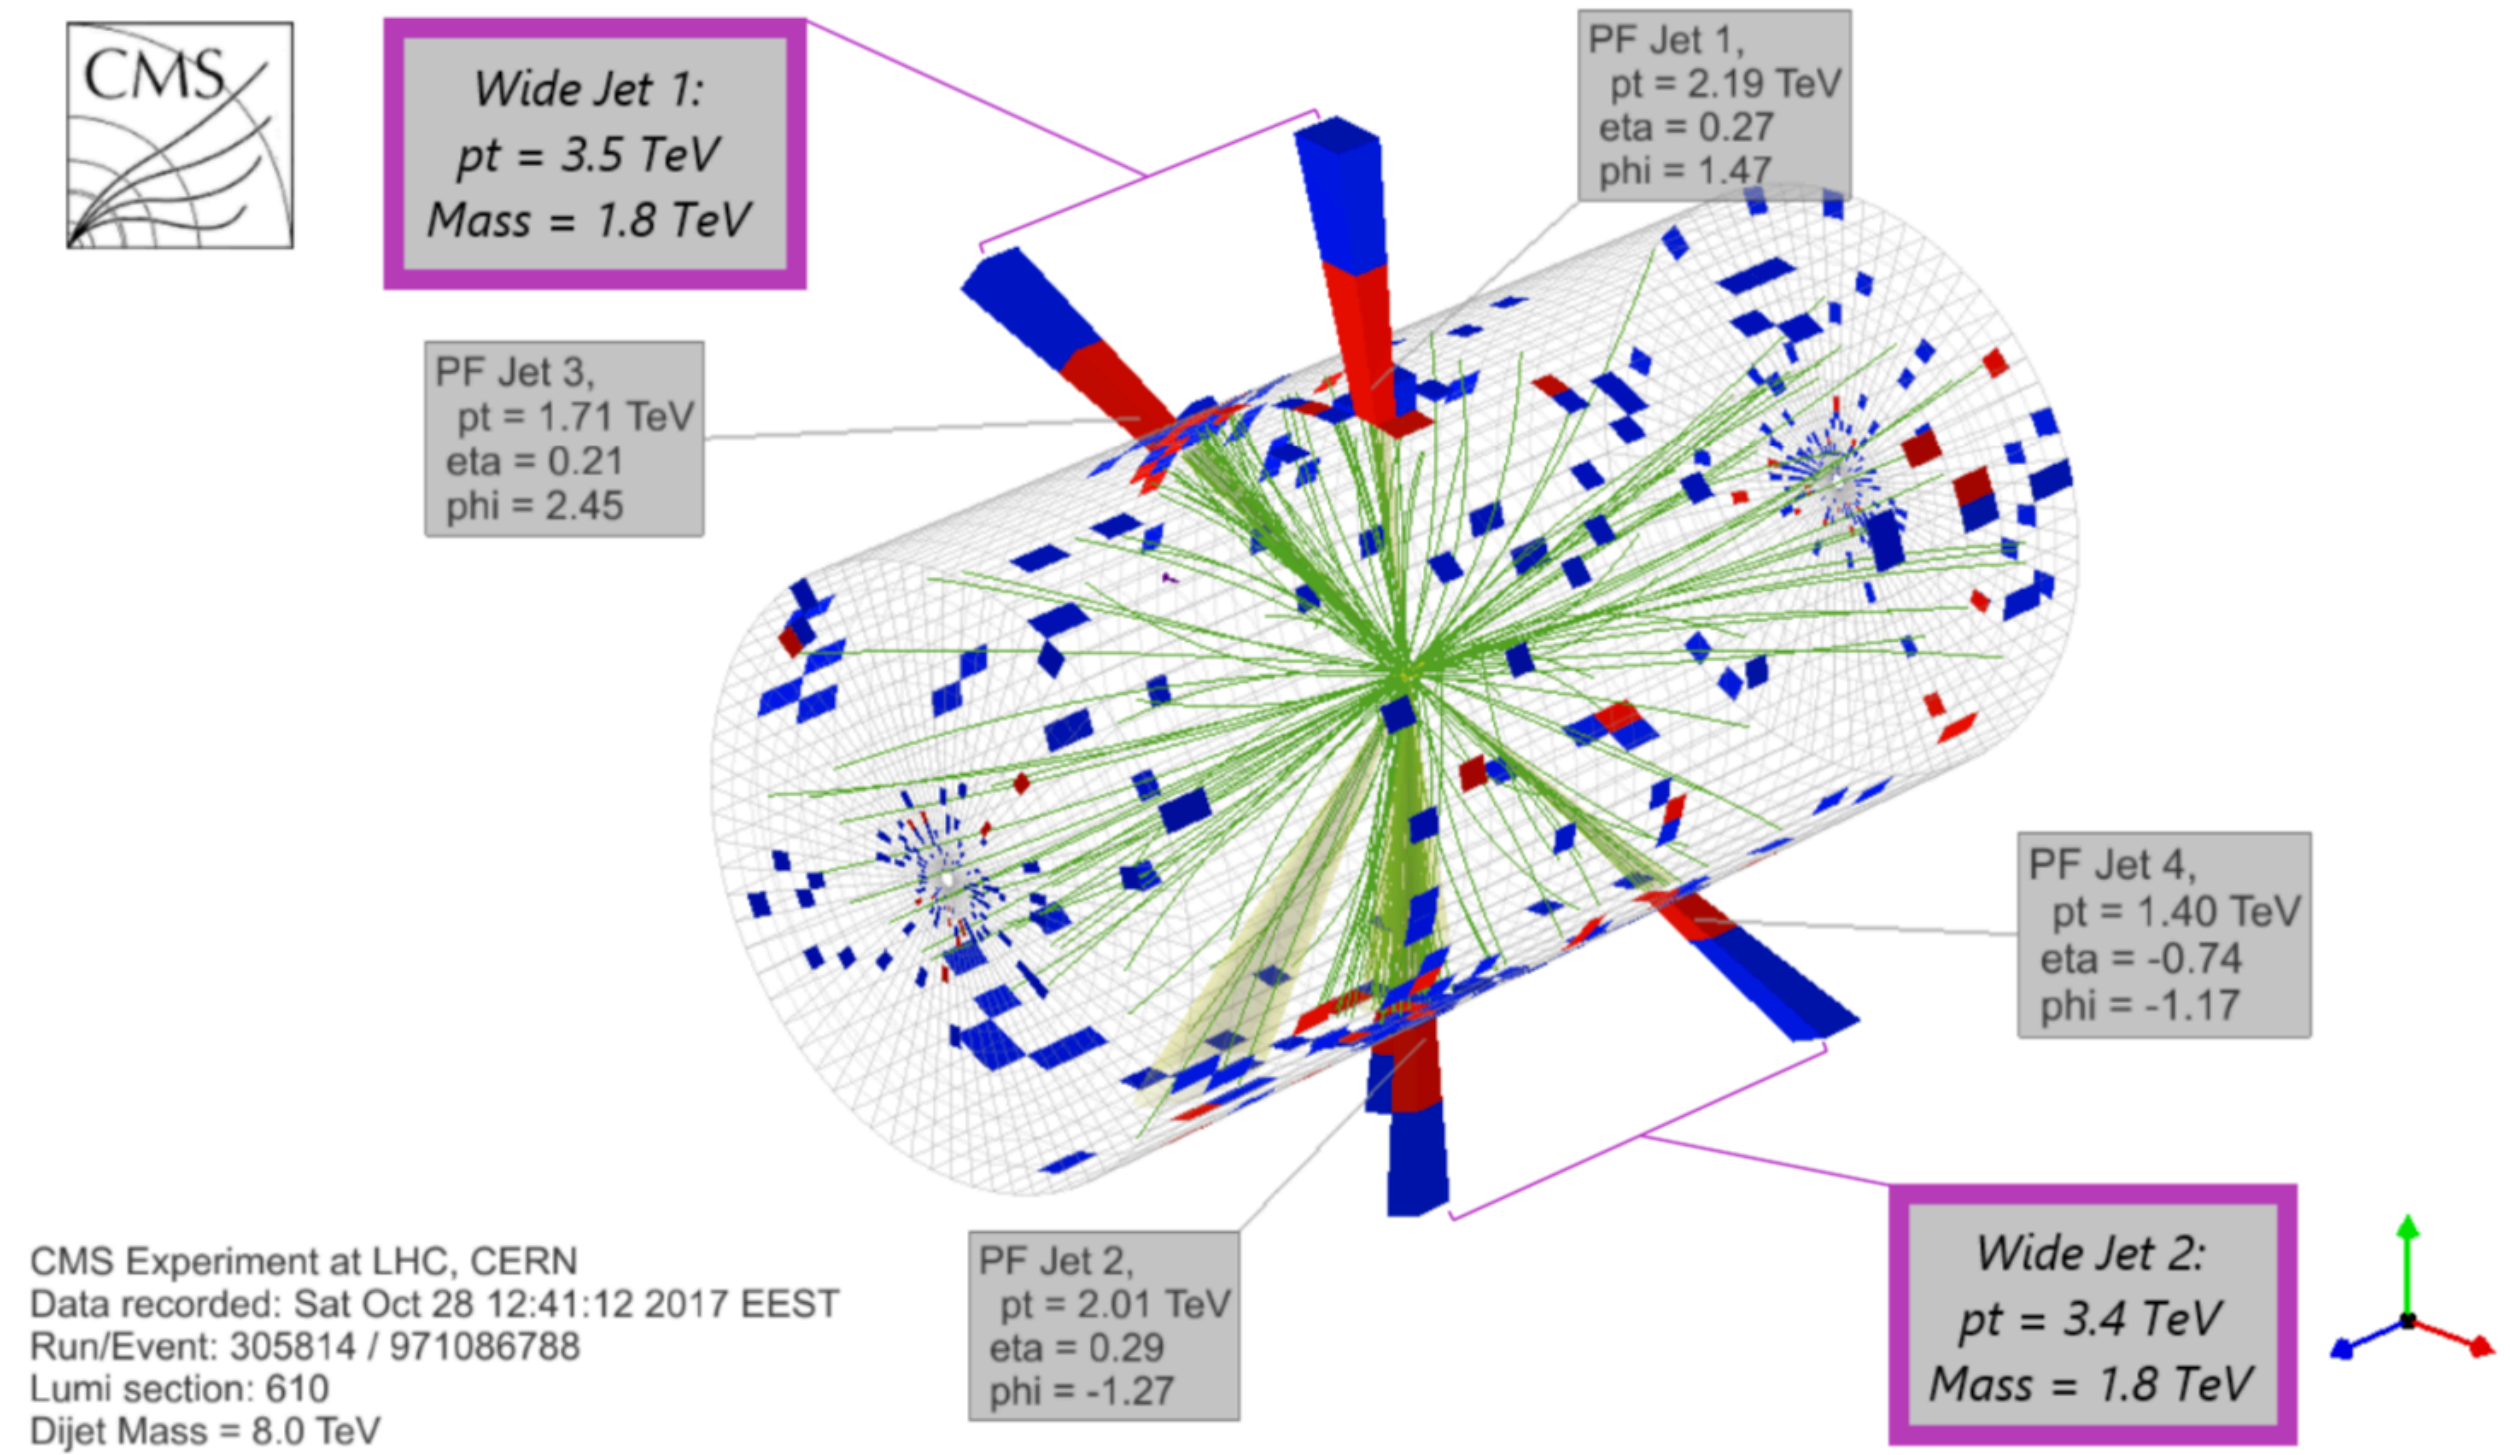 CMS
Wide Jet 1:
pt = 3.5 TeV
Mass = 1.8 TeV
PF Jet 1,
pt = 2.19 TeV
eta = 0.27
phi = 1.47
PF Jet 3,
pt = 1.71 TeV
eta = 0.21
phi = 2.45
PF Jet 4,
pt = 1.40 TeV
eta = -0.74
phi = -1.17
PF Jet 2,
pt = 2.01 TeV
eta = 0.29
phi = -1.27
Wide Jet 2:
pt = 3.4 TeV
Mass = 1.8 TeV
CMS Experiment at LHC, CERN
Data recorded: Sat Oct 28 12:41:12 2017 EEST
Run/Event: 305814 / 971086788
Lumi section: 610
Dijet Mass = 8.0 TeV